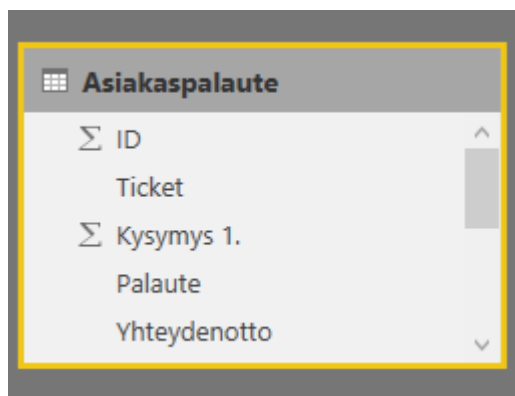 Asiakaspalaute
Σ ID
Ticket
Σ Kysymys 1.
Palaute
Yhteydenotto